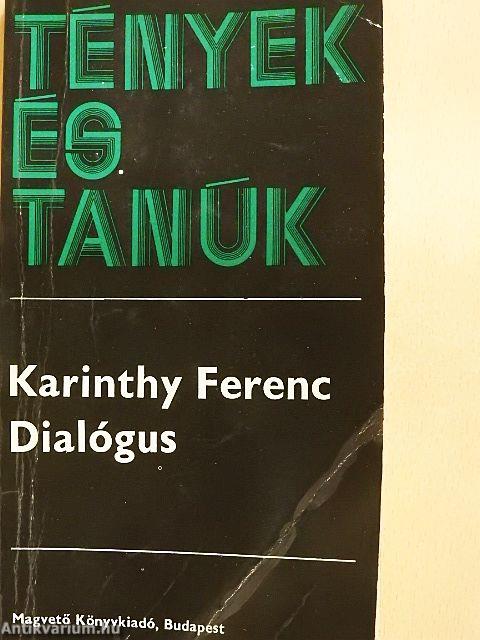 TÉNYEK
ÉS
TANÚK
Karinthy Ferenc
Dialógus
Magvető Könyvkiadó, Budapest
Antikvarium.hu